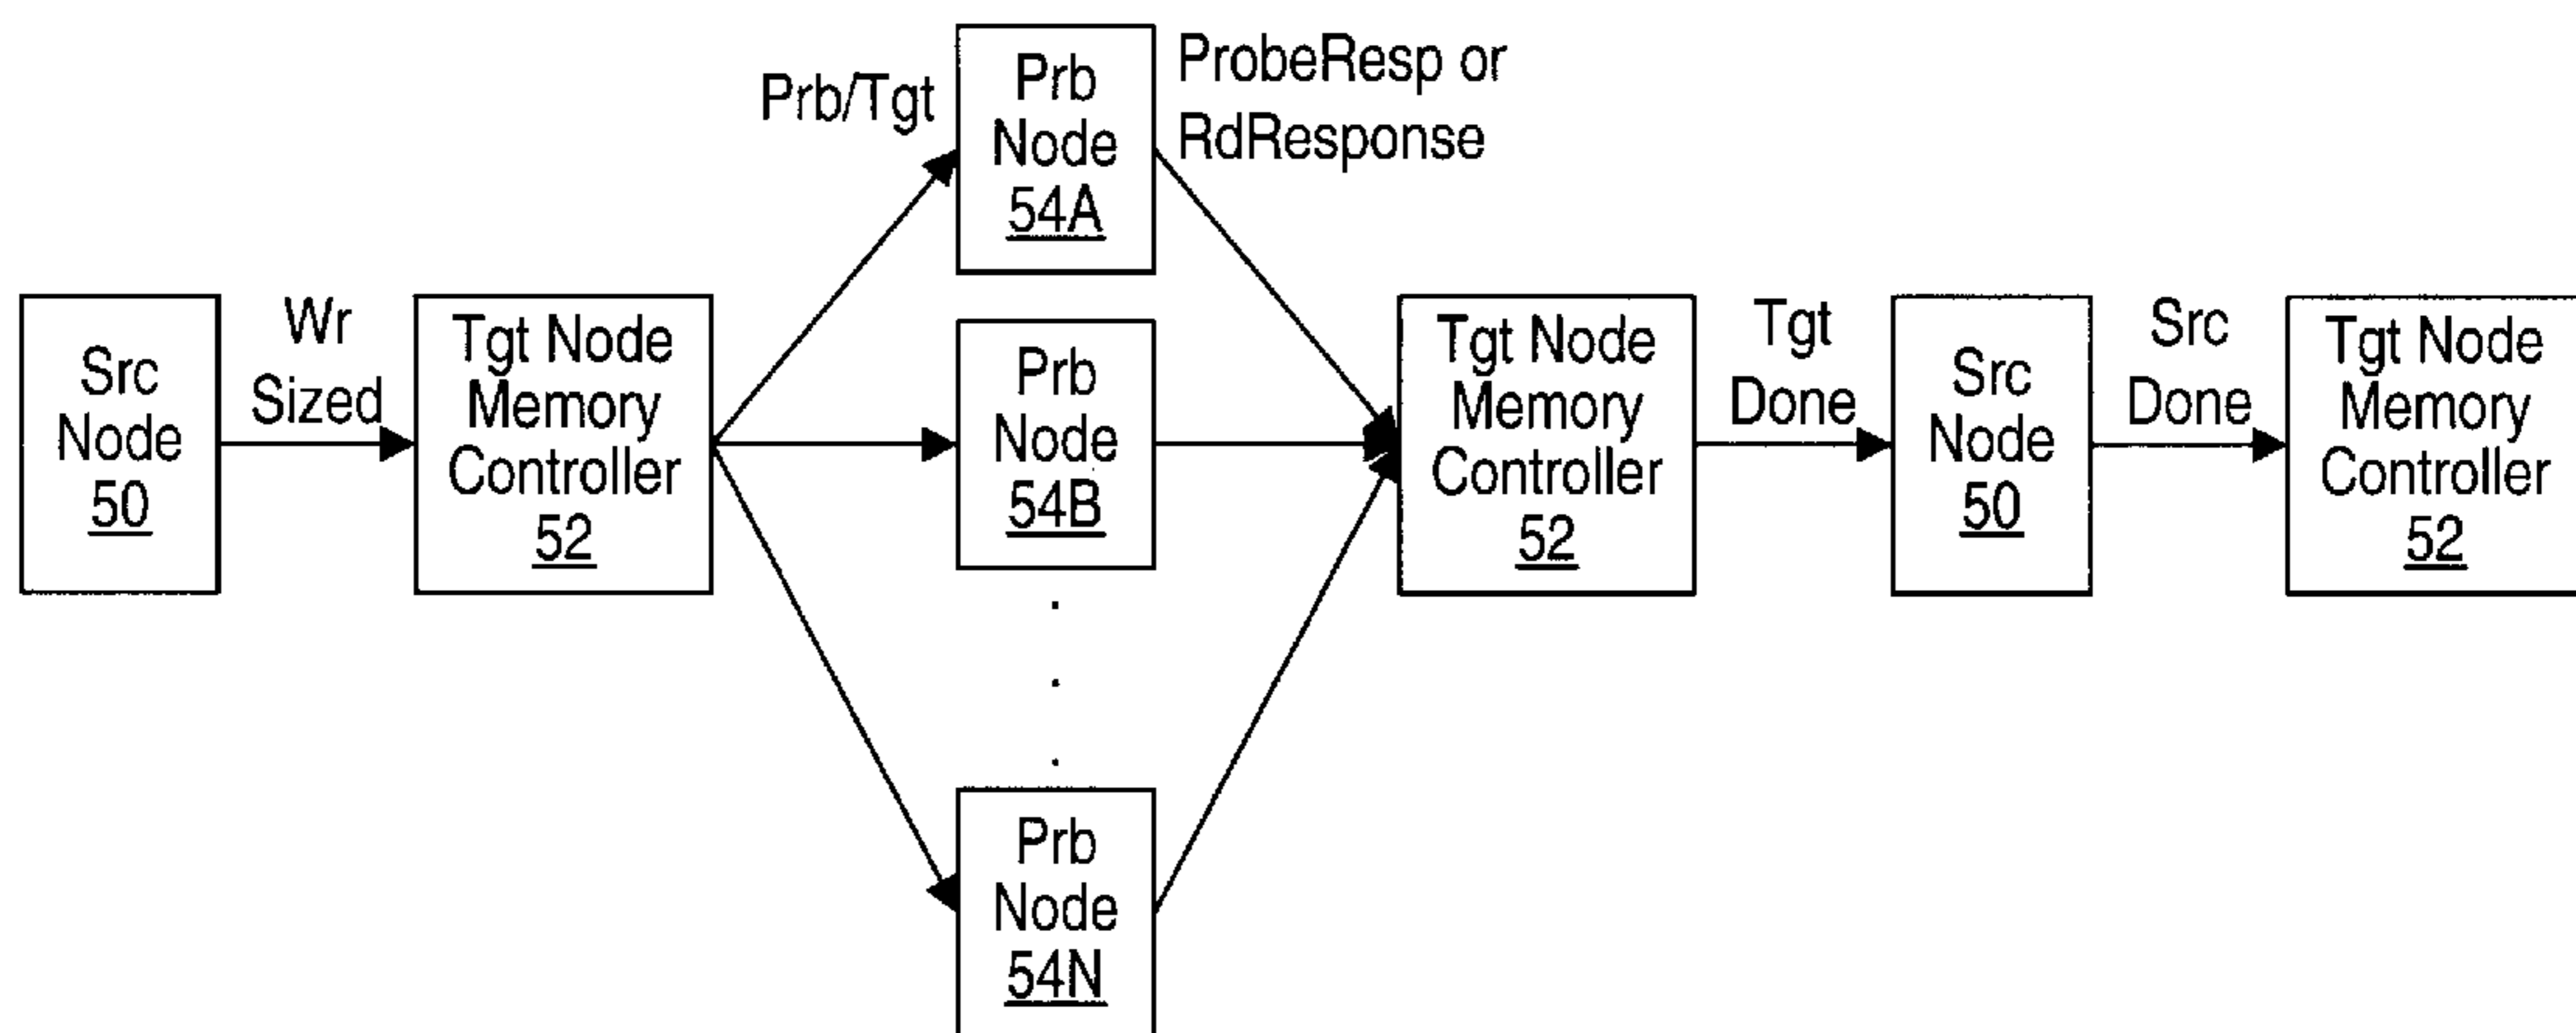 Src
Node
50
Wr
Sized
Tgt Node
Memory
Controller
52
Prb/Tgt
Prb
Node
54A
ProbeResp or
RdResponse
Prb
Node
54B
.
.
.
Prb
Node
54N
Tgt Node
Memory
Controller
52
Tgt
Done
Src
Node
50
Src
Done
Tgt Node
Memory
Controller
52